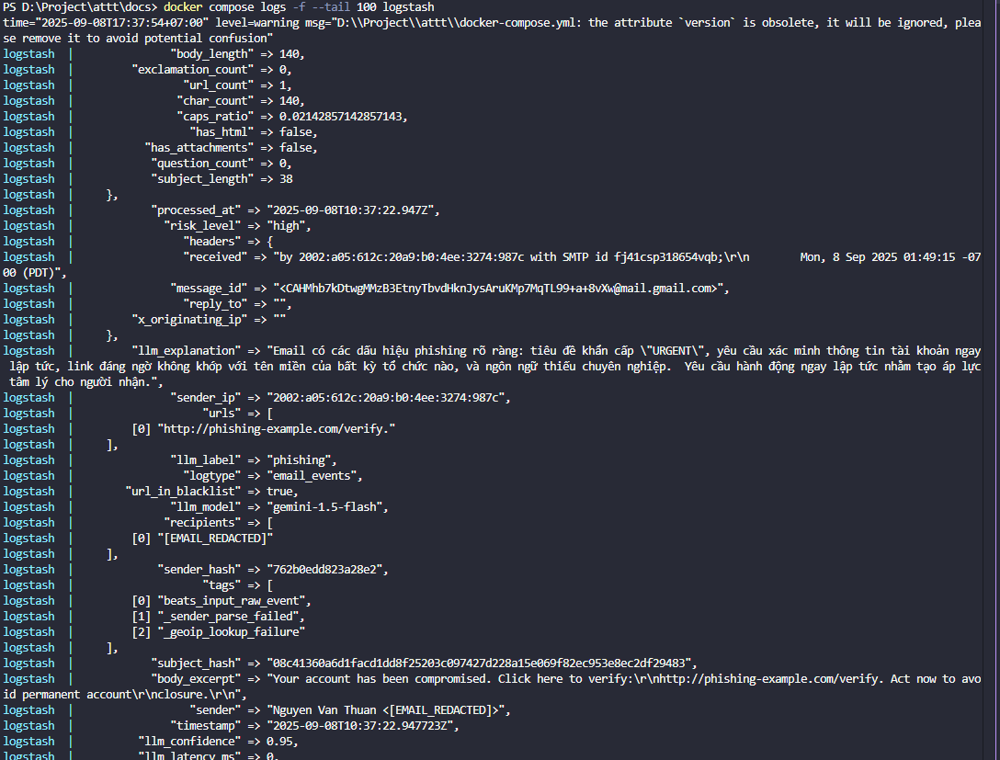 PS D:\Project\attt\docs> docker compose logs -f --tail 100 logstash
time="2025-09-08T17:37:54+07:00" level=warning msg="D:\\Project\\attt\\docker-compose.yml: the attribute `version` is obsolete, it will be ignored, plea
se remove it to avoid potential confusion"
logstash  |                "body_length" => 140,
logstash  |          "exclamation_count" => 0,
logstash  |                  "url_count" => 1,
logstash  |                 "char_count" => 140,
logstash  |                 "caps_ratio" => 0.02142857142857143,
logstash  |                   "has_html" => false,
logstash  |            "has_attachments" => false,
logstash  |             "question_count" => 0,
logstash  |             "subject_length" => 38
logstash  |     },
logstash  |             "processed_at" => "2025-09-08T10:37:22.947Z",
logstash  |               "risk_level" => "high",
logstash  |                  "headers" => {
logstash  |                  "received" => "by 2002:a05:612c:20a9:b0:4ee:3274:987c with SMTP id fj41csp318654vqb;\r\n        Mon, 8 Sep 2025 01:49:15 -07
00 (PDT)",
logstash  |                "message_id" => "<CAHMhb7kDtwgMMzB3EtnyTbvdHknJysAruKMp7MqTL99+a+8vXw@mail.gmail.com>",
logstash  |                  "reply_to" => "",
logstash  |          "x_originating_ip" => ""
logstash  |     },
logstash  |          "llm_explanation" => "Email có các dấu hiệu phishing rõ ràng: tiêu đề khẩn cấp \"URGENT\", yêu cầu xác minh thông tin tài khoản ngay
 lập tức, link đáng ngờ không khớp với tên miền của bất kỳ tổ chức nào, và ngôn ngữ thiếu chuyên nghiệp.  Yêu cầu hành động ngay lập tức nhằm tạo áp lực
 tâm lý cho người nhận.",
logstash  |                "sender_ip" => "2002:a05:612c:20a9:b0:4ee:3274:987c",
logstash  |                     "urls" => [
logstash  |         [0] "http://phishing-example.com/verify."
logstash  |     ],
logstash  |                "llm_label" => "phishing",
logstash  |                  "logtype" => "email_events",
logstash  |         "url_in_blacklist" => true,
logstash  |                "llm_model" => "gemini-1.5-flash",
logstash  |               "recipients" => [
logstash  |         [0] "[EMAIL_REDACTED]"
logstash  |     ],
logstash  |              "sender_hash" => "762b0edd823a28e2",
logstash  |                     "tags" => [
logstash  |         [0] "beats_input_raw_event",
logstash  |         [1] "_sender_parse_failed",
logstash  |         [2] "_geoip_lookup_failure"
logstash  |     ],
logstash  |             "subject_hash" => "08c41360a6d1facd1dd8f25203c097427d228a15e069f82ec953e8ec2df29483",
logstash  |             "body_excerpt" => "Your account has been compromised. Click here to verify:\r\nhttp://phishing-example.com/verify. Act now to avo
id permanent account\r\nclosure.\r\n",
logstash  |                   "sender" => "Nguyen Van Thuan <[EMAIL_REDACTED]>",
logstash  |                "timestamp" => "2025-09-08T10:37:22.947723Z",
logstash  |           "llm_confidence" => 0.95,
logstash  |           "llm_latency_ms" => 0,